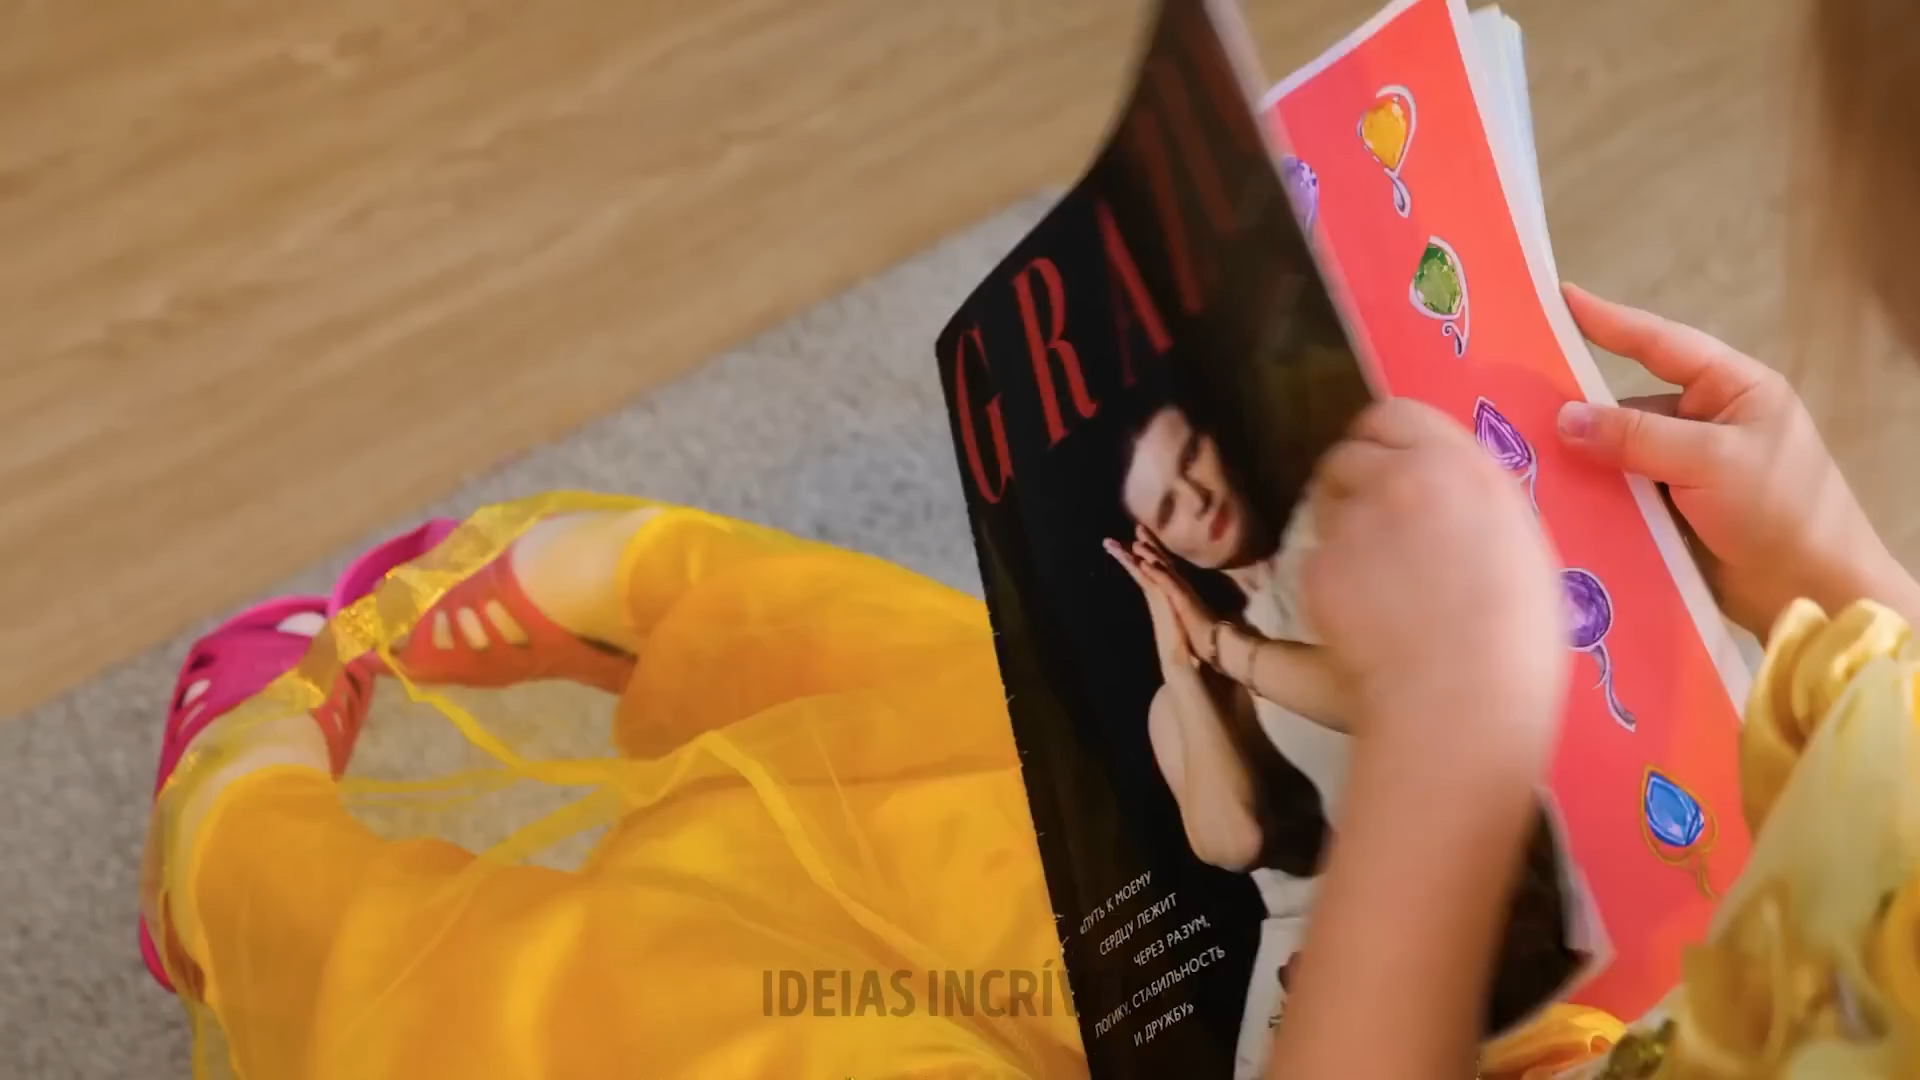 GRA
«ПУТЬ К МОЕМУ
СЕРДЦУ ЛЕЖИТ
ЧЕРЕЗ РАЗУМ,
ЛОГИКУ, СТАБИЛЬНОСТЬ
И ДРУЖБУ»
IDEIAS INCRÍV